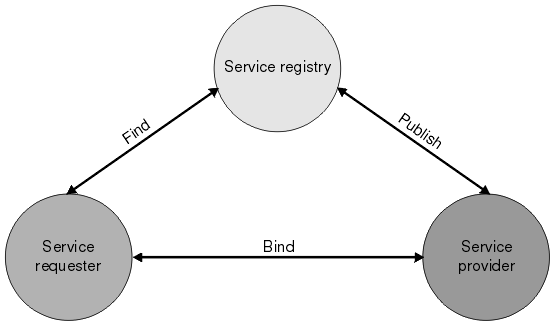 Service registry
Find
Publish
Service
requester
Bind
Service
provider